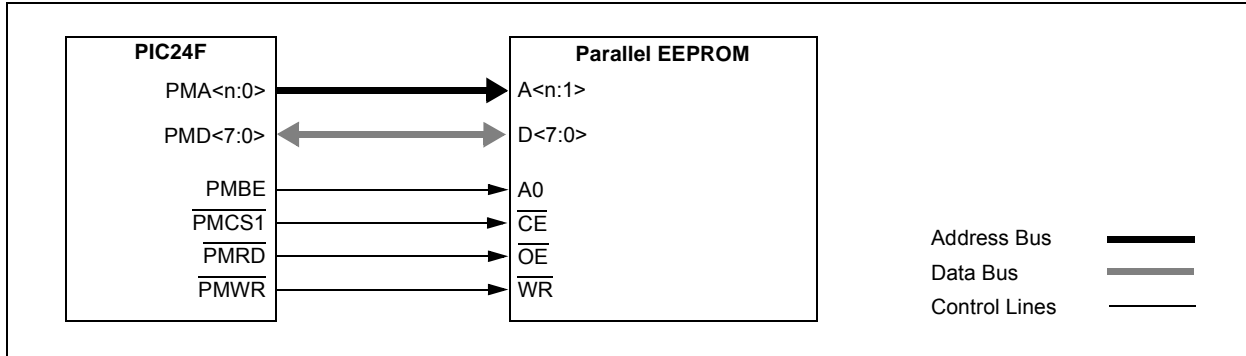 PIC24F
Parallel EEPROM
PMA<n:0>
A<n:1>
PMD<7:0>
D<7:0>
PMBE
A0
PMCS1
CE
PMRD
OE
PMWR
WR
Address Bus
Data Bus
Control Lines